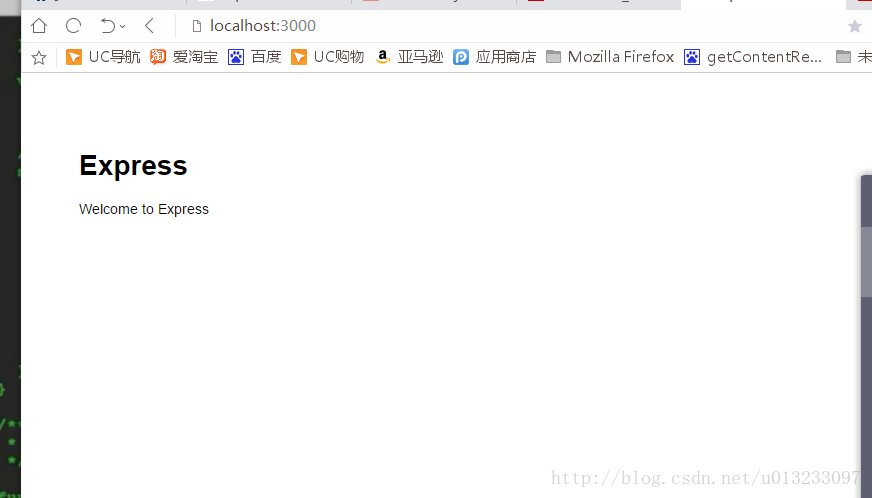 localhost:3000
UC导航 爱淘宝 百度 UC购物 亚马逊 应用商店 Mozilla Firefox getContentRe... 未
Express
Welcome to Express
/**
*
*/
http://blog.csdn.net/u013233097